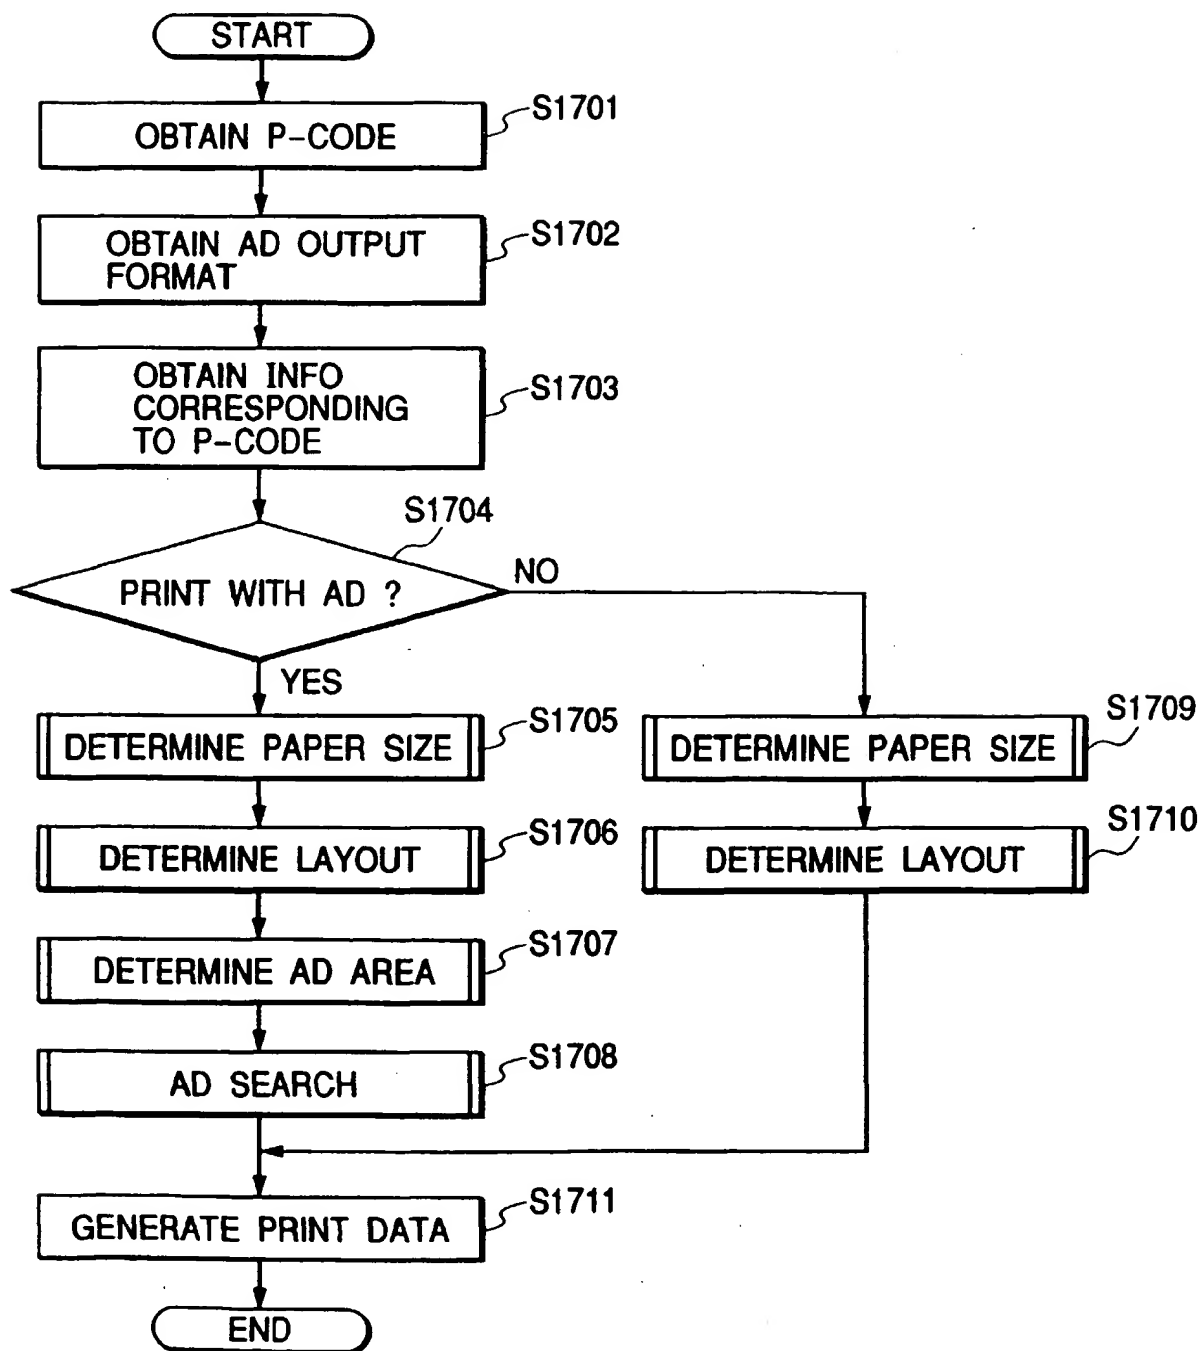 START
OBTAIN P-CODE
S1701
OBTAIN AD OUTPUT
FORMAT
S1702
OBTAIN INFO
CORRESPONDING
TO P-CODE
S1703
S1704
PRINT WITH AD ?
NO
YES
DETERMINE PAPER SIZE
S1705
DETERMINE PAPER SIZE
S1709
DETERMINE LAYOUT
S1706
DETERMINE LAYOUT
S1710
DETERMINE AD AREA
S1707
AD SEARCH
S1708
GENERATE PRINT DATA
S1711
END